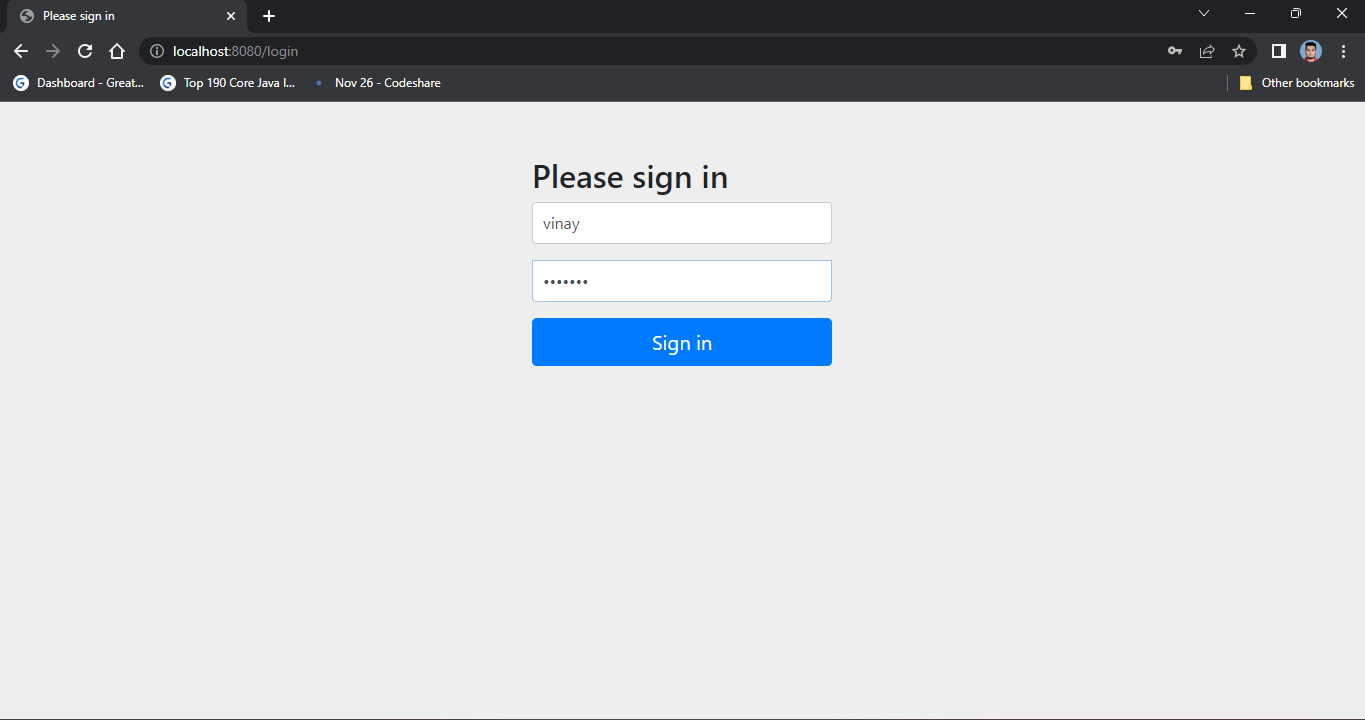 Please sign in
localhost:8080/login
Dashboard - Great... Top 190 Core Java I... Nov 26 - Codeshare Other bookmarks
Please sign in
vinay
•••••••
Sign in